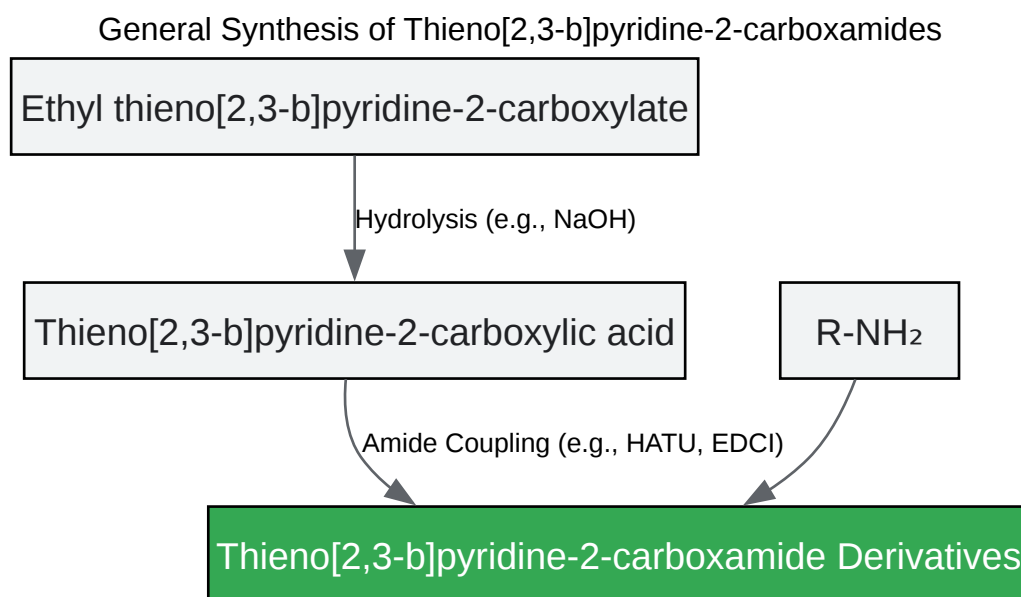 General Synthesis of Thieno[2,3-b]pyridine-2-carboxamides
Ethyl thieno[2,3-b]pyridine-2-carboxylate
Hydrolysis (e.g., NaOH)
Thieno[2,3-b]pyridine-2-carboxylic acid
R-NH₂
Amide Coupling (e.g., HATU, EDCI)
Thieno[2,3-b]pyridine-2-carboxamide Derivatives